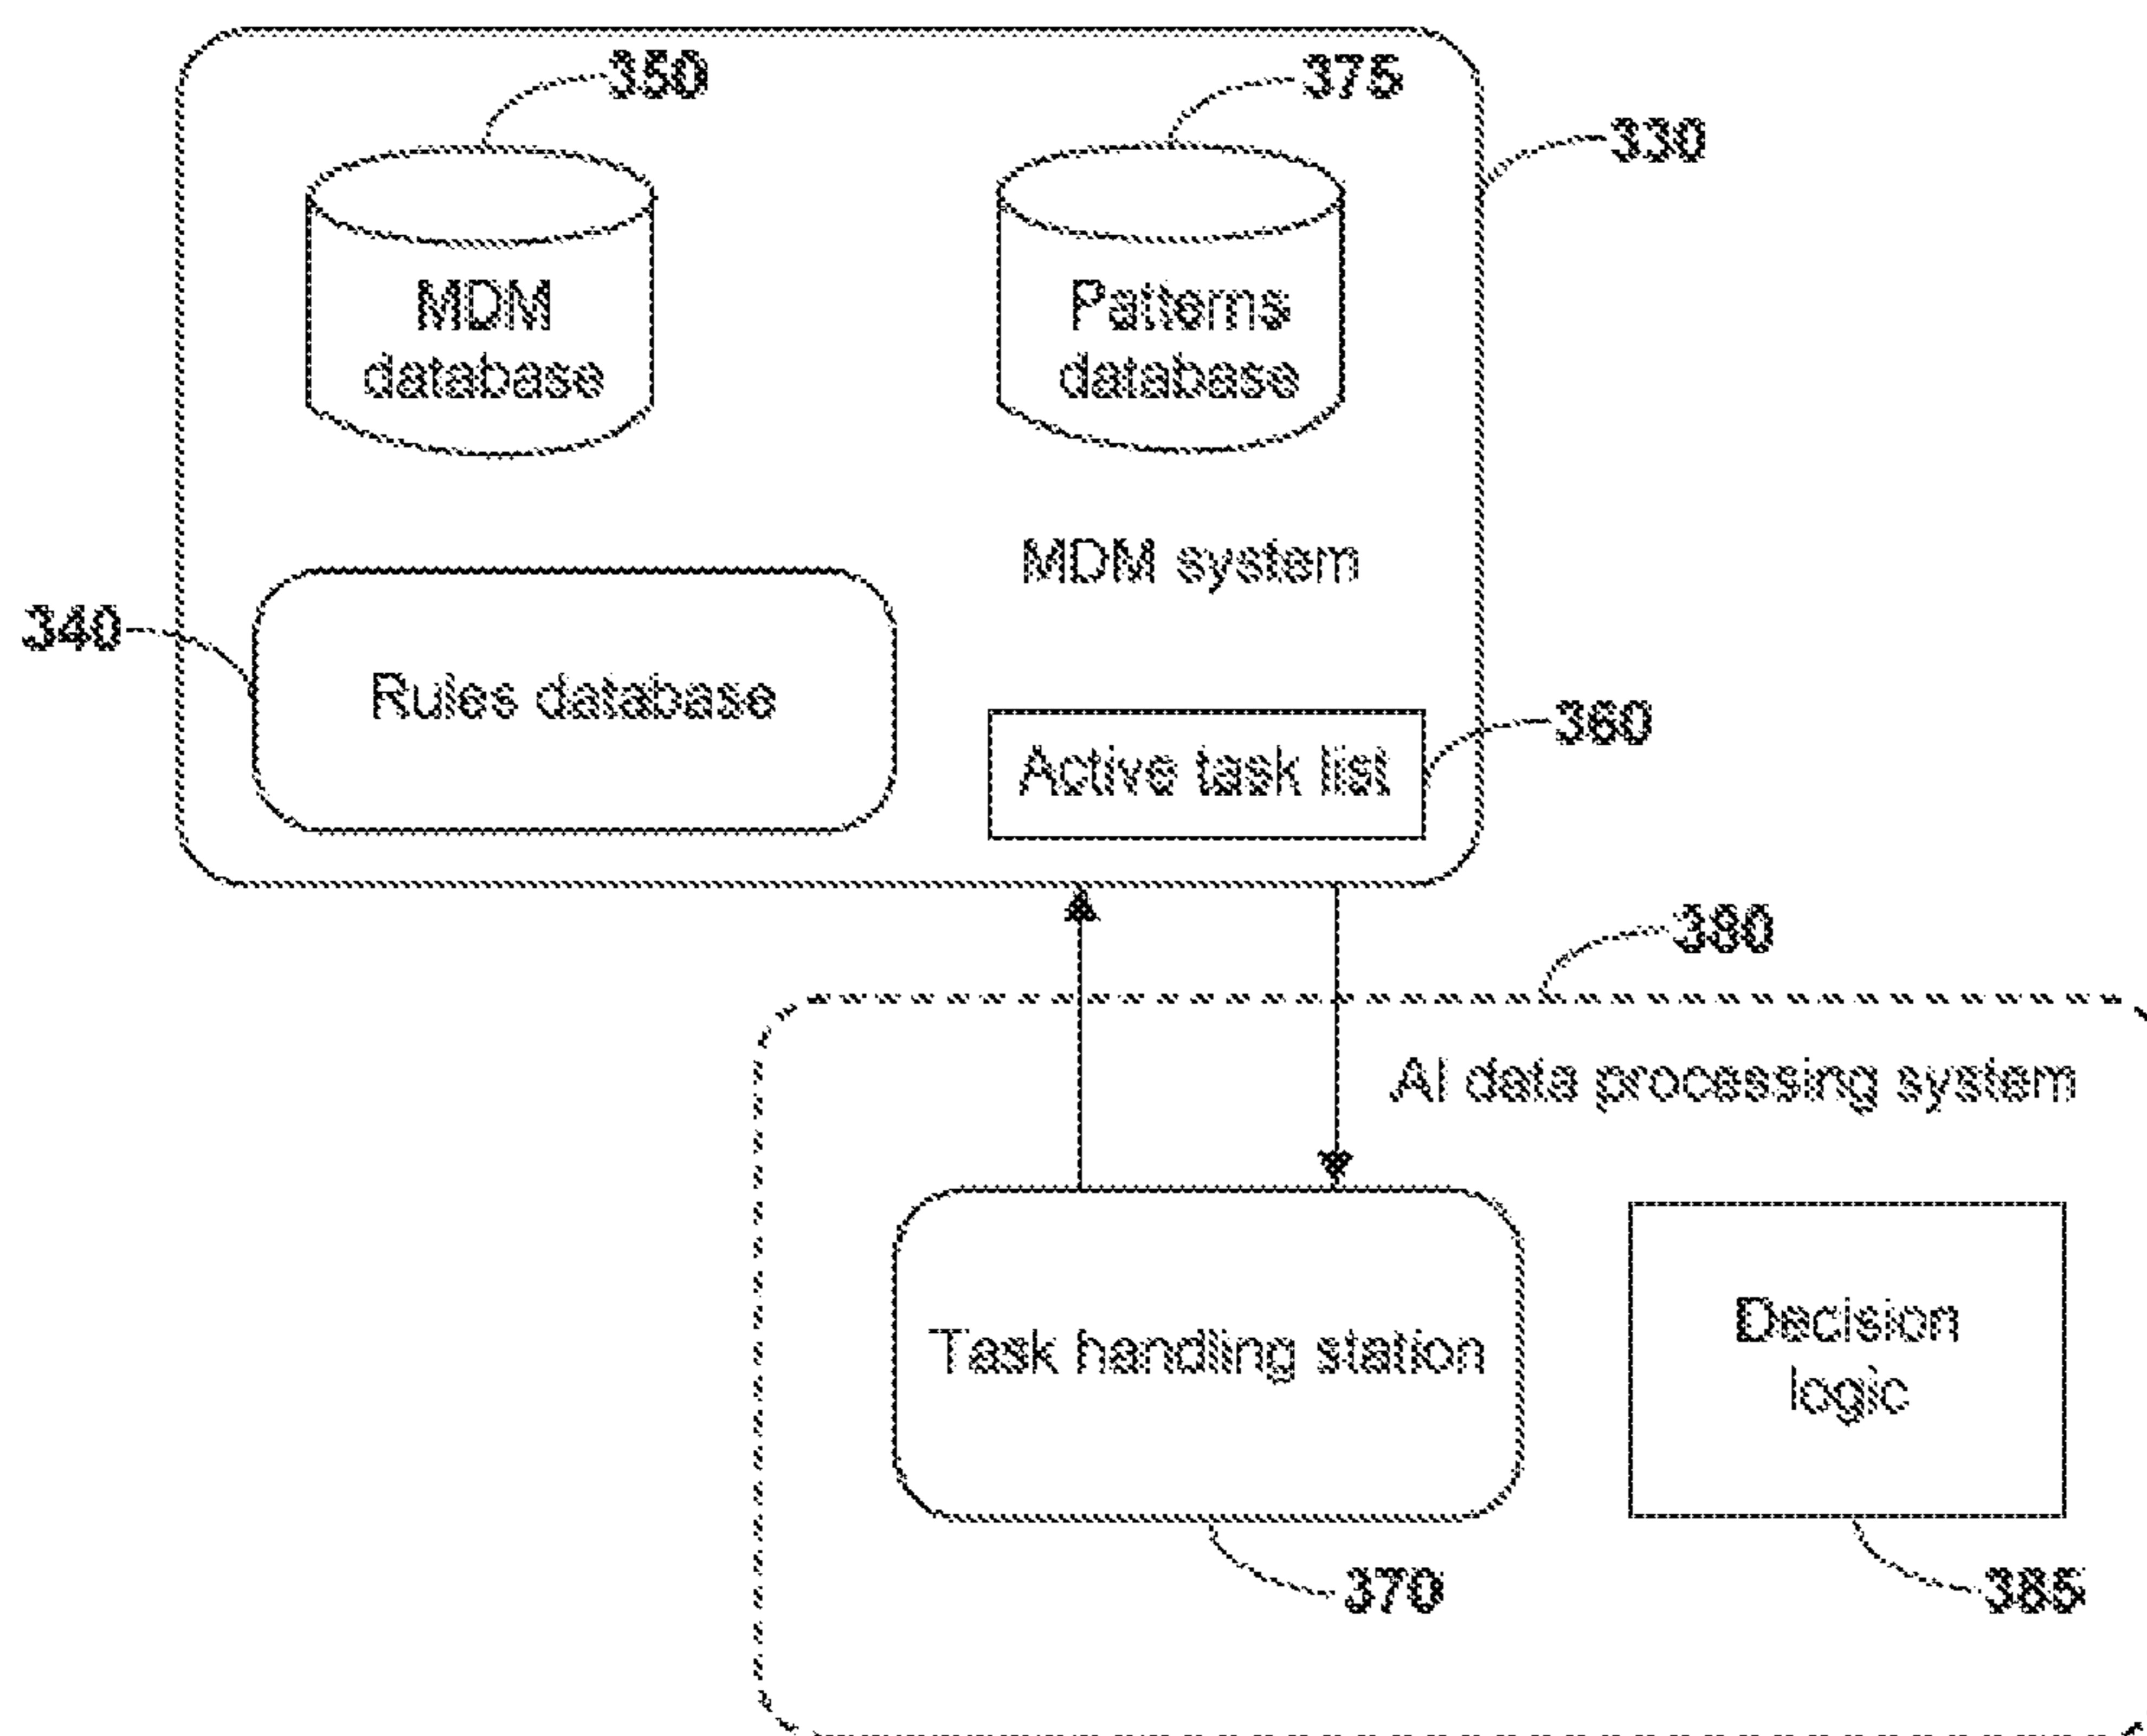 350
375
330
MDM
database
Patterns
database
MDM system
340
Rules database
360
Active task list
380
AI data processing system
Task handling station
Decision
logic
370
385